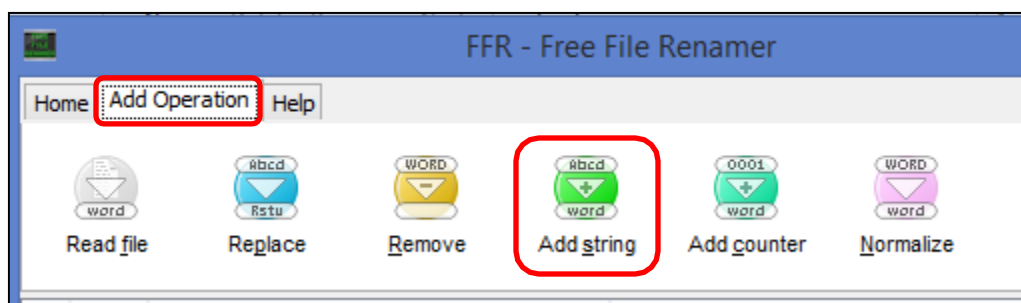 FFR - Free File Renamer
Home Add Operation Help
Abcd WORD Abcd 0001 WORD
word Rstu word word word
Read file Replace Remove Add string Add counter Normalize